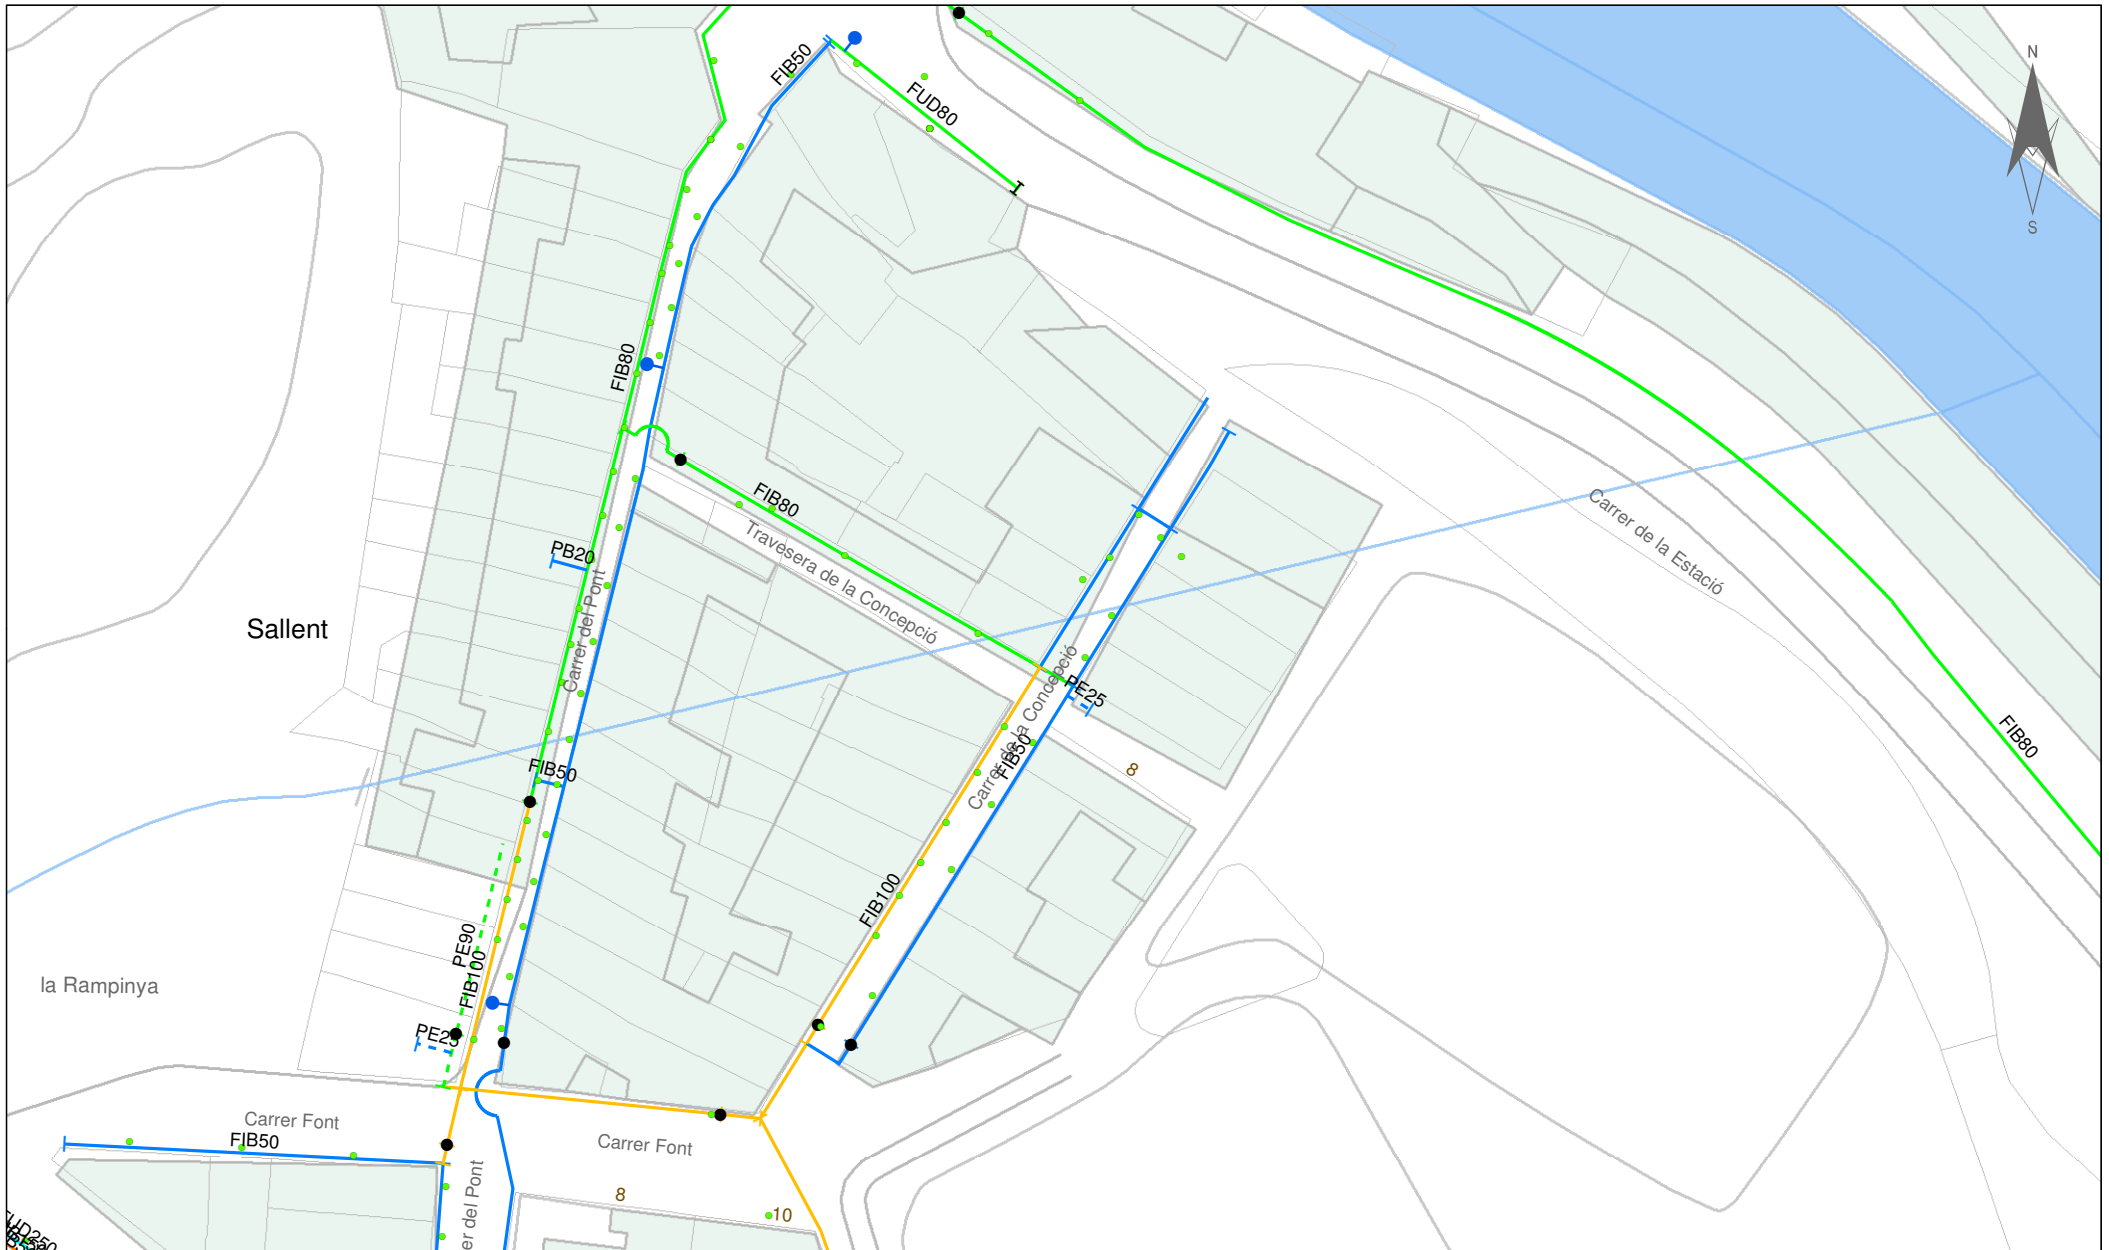 N
S
FIB50
FUD80
FIB80
FIB80
Travesera de la Concepció
PB20
Carrer del Pont
Carrer de la Estació
Sallent
PE25
Carrer de la Concepció
FIB50
FIB50
8
FIB80
FIB100
PE90
FIB100
la Rampinya
PE25
Carrer Font
FIB50
Carrer Font
er del Pont
8
10